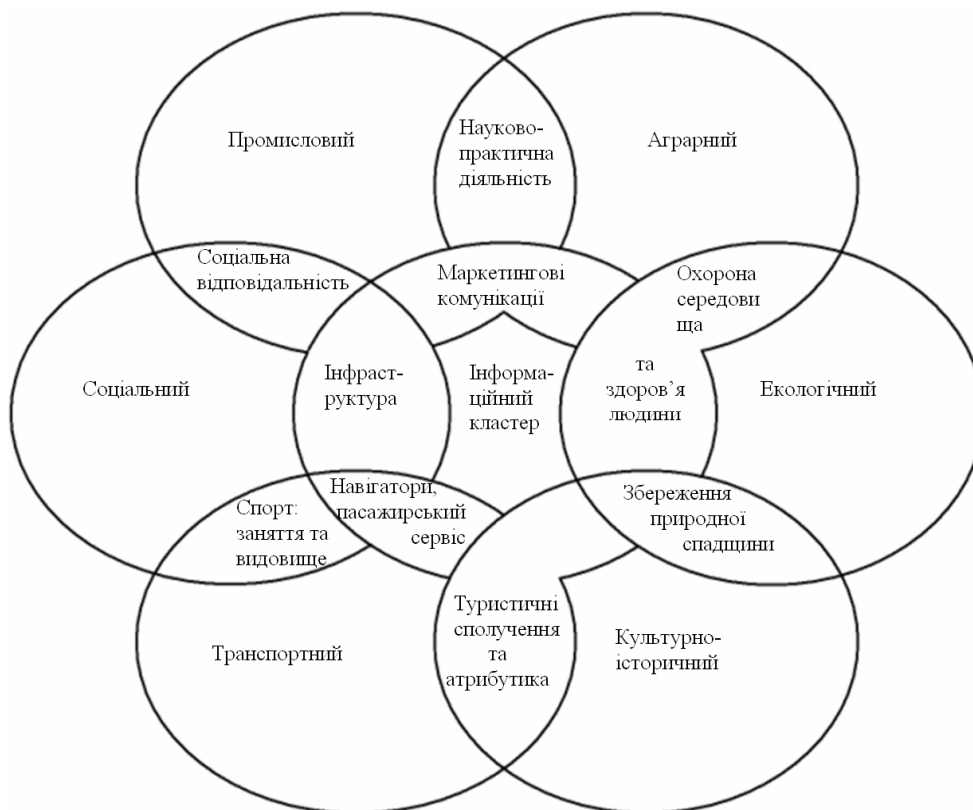 Промисловий
Науково-
практична
діяльність
Аграрний
Соціальна
відповідальність
Маркетингові
комунікації
Охорона
середови
ща
та
здоров’я
людини
Соціальний
Інфраст-
руктура
Інформа-
ційний
кластер
Екологічний
Спорт:
заняття та
видовище
Навігатори,
пасажирський
сервіс
Збереження
природної
спадщини
Транспортний
Туристичні
сполучення
та
атрибутика
Культурно-
історичний